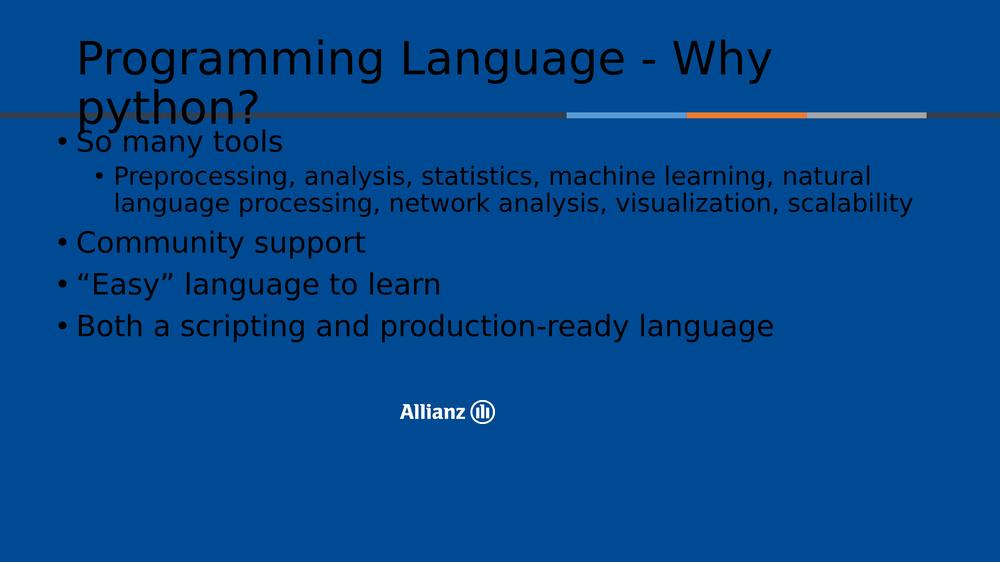 Programming Language - Why
python?
• So many tools
• Preprocessing, analysis, statistics, machine learning, natural
language processing, network analysis, visualization, scalability
• Community support
• “Easy” language to learn
• Both a scripting and production-ready language
Allianz